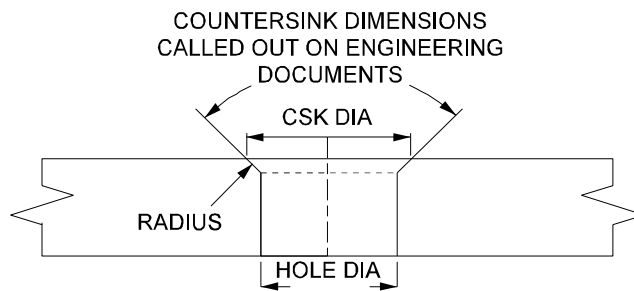 COUNTERSINK DIMENSIONS
CALLED OUT ON ENGINEERING
DOCUMENTS
CSK DIA
RADIUS
HOLE DIA